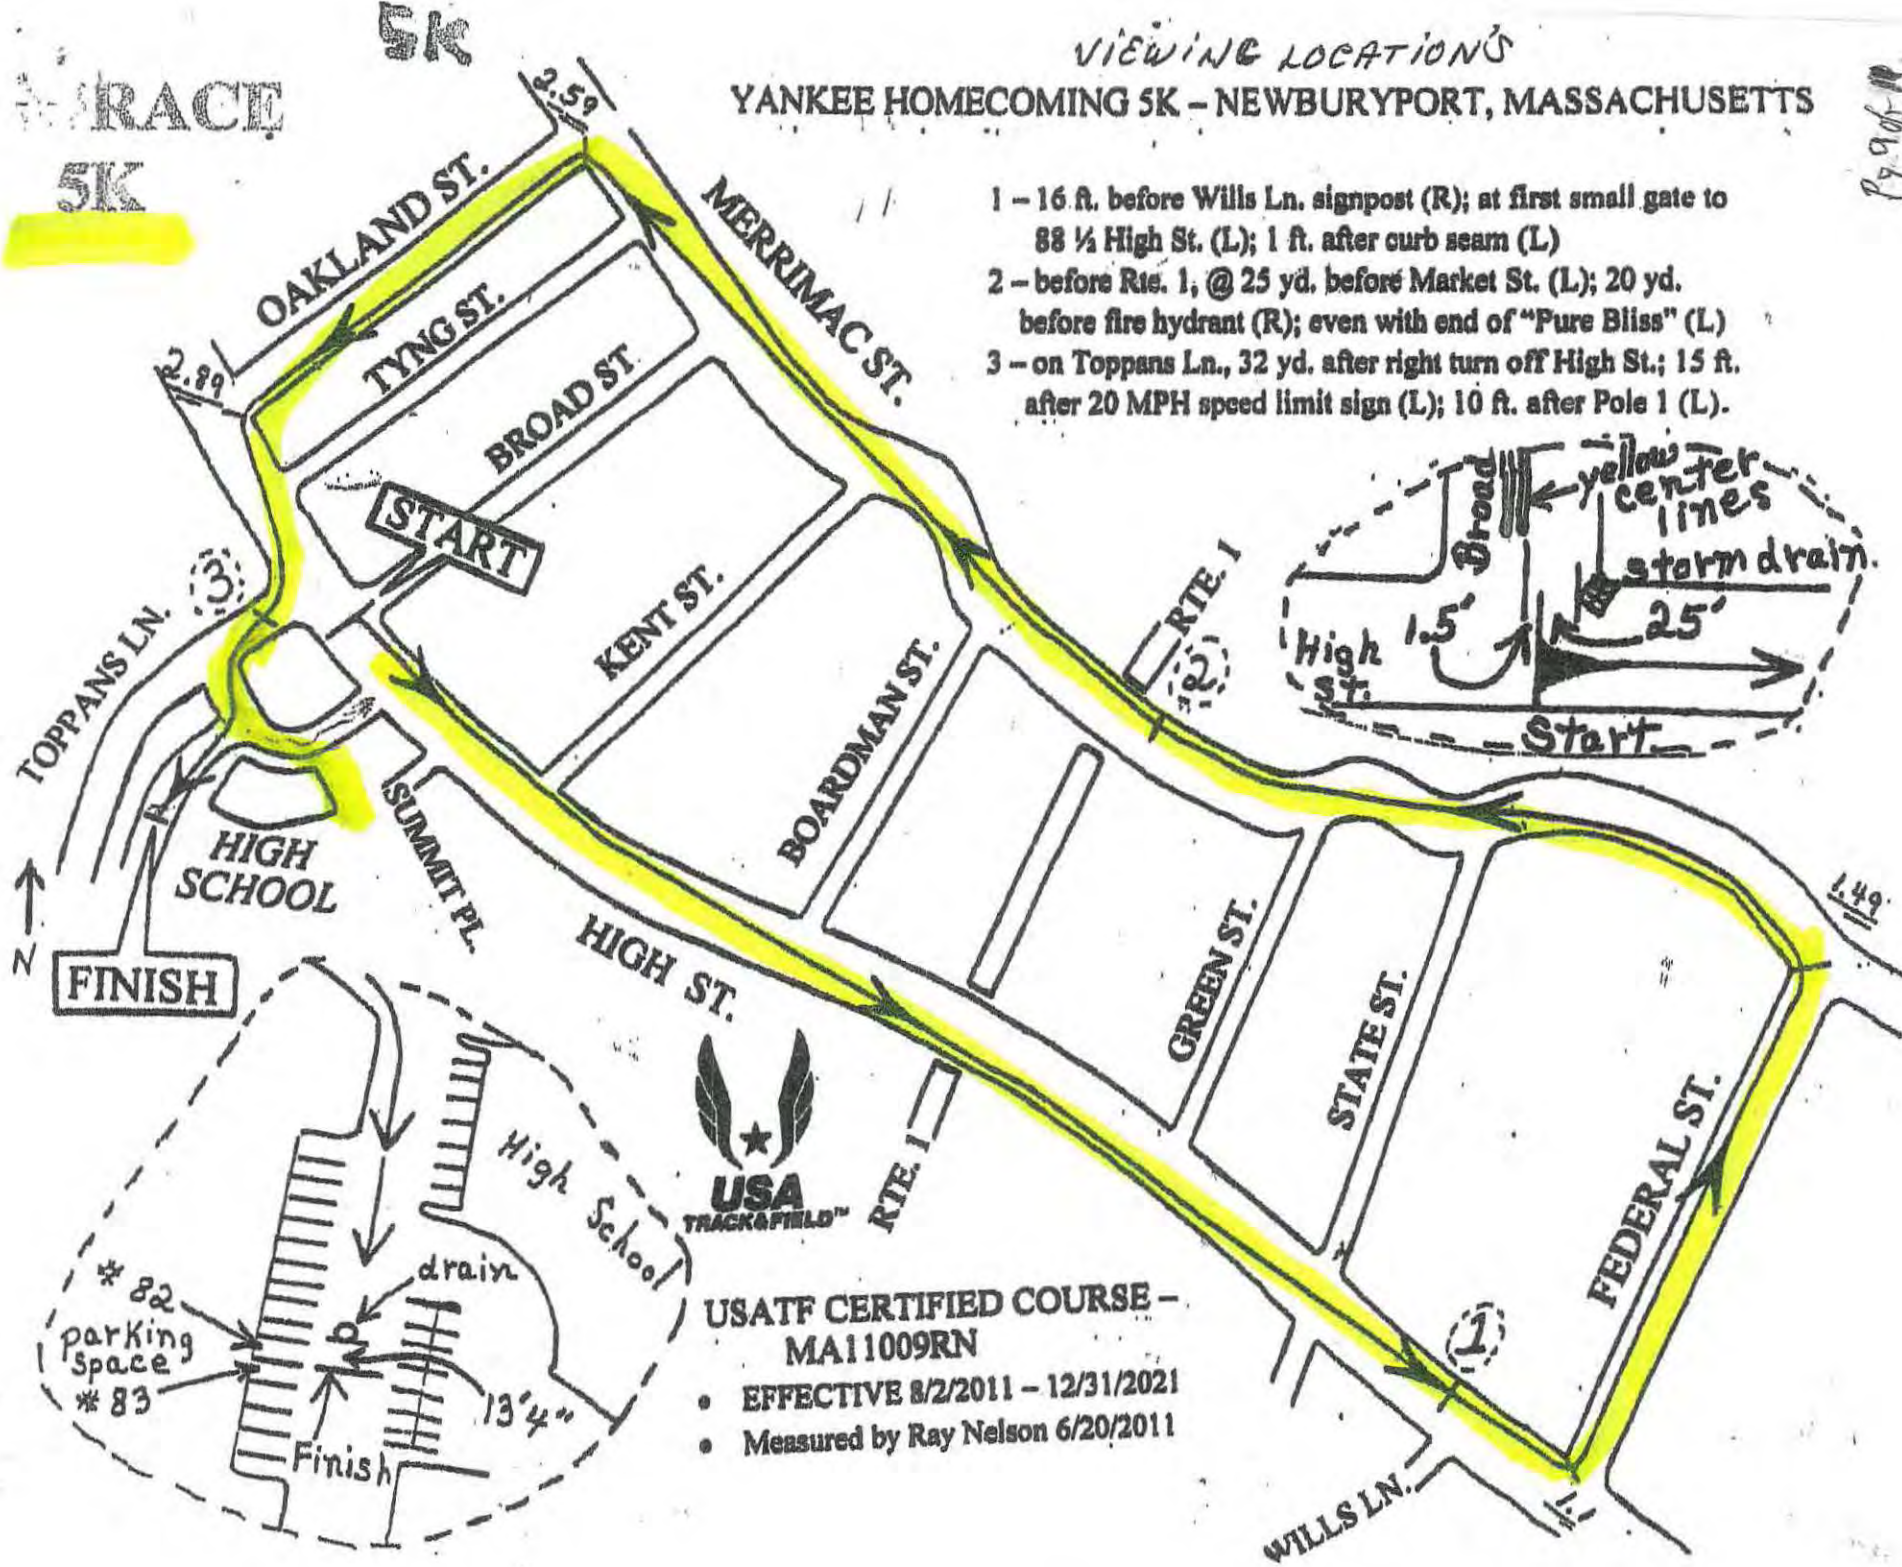 5K
VIEWING LOCATION'S
RACE
5K
YANKEE HOMECOMING 5K – NEWBURYPORT, MASSACHUSETTS
1 – 16 ft. before Wills Ln. signpost (R); at first small gate to
88 ½ High St. (L); 1 ft. after curb seam (L)
2 – before Rte. 1, @ 25 yd. before Market St. (L); 20 yd.
before fire hydrant (R); even with end of "Pure Bliss" (L)
3 – on Toppans Ln., 32 yd. after right turn off High St.; 15 ft.
after 20 MPH speed limit sign (L); 10 ft. after Pole 1 (L).
2.59
OAKLAND ST.
MERRIMAC ST.
TYNG ST.
2.89
BROAD ST
START
3
KENT ST.
TOPPANS LN.
BOARDMAN ST.
RTE. 1
2
Broad
yellow
center
lines
storm drain.
1.5'
25'
High
St.
Start
HIGH
SCHOOL
SUMMIT PL.
N
FINISH
HIGH ST.
GREEN ST.
STATE ST.
1.49
FEDERAL ST.
RTE. 1
1
WILLS LN.
1.1
High School
drain
# 82
parking
space
# 83
13'4"
Finish
USA
TRACK&FIELD™
USATF CERTIFIED COURSE –
MA11009RN
• EFFECTIVE 8/2/2011 – 12/31/2021
• Measured by Ray Nelson 6/20/2011